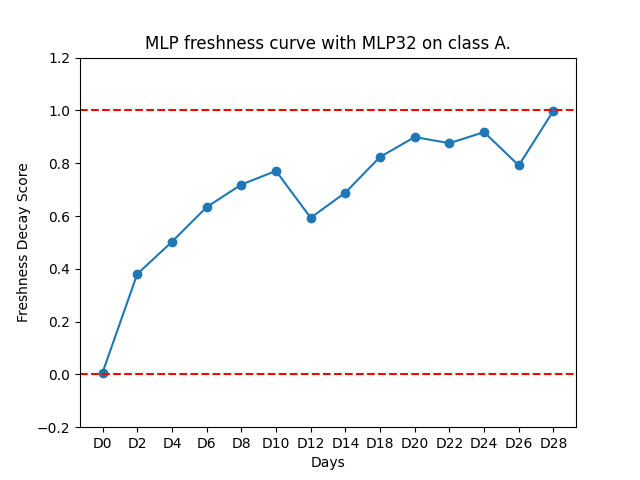 MLP freshness curve with MLP32 on class A.
1.2
1.0
0.8
0.6
0.4
0.2
0.0
−0.2
Freshness Decay Score
D0 D2 D4 D6 D8 D10 D12 D14 D18 D20 D22 D24 D26 D28
Days